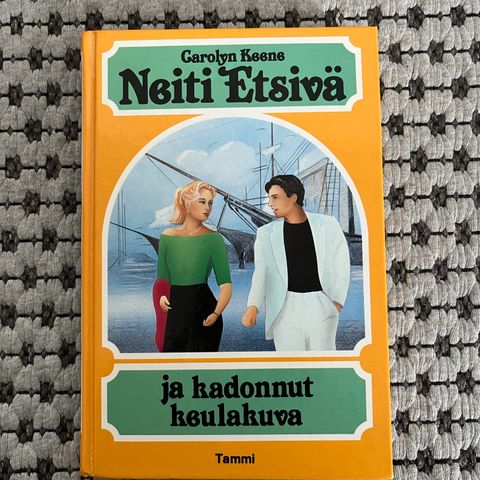 Carolyn Keene
Neiti Etsivä
ja kadonnut
keulakuva
Tammi